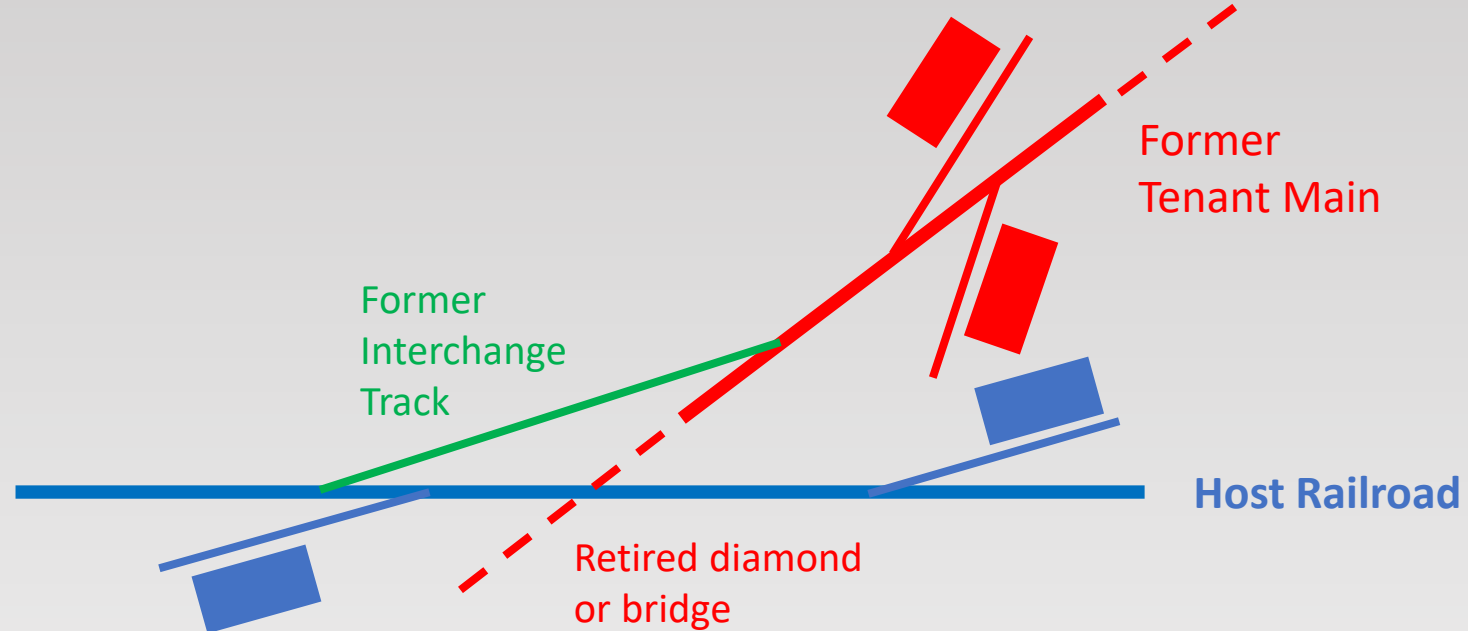 Former
Tenant Main
Former
Interchange
Track
Host Railroad
Retired diamond
or bridge